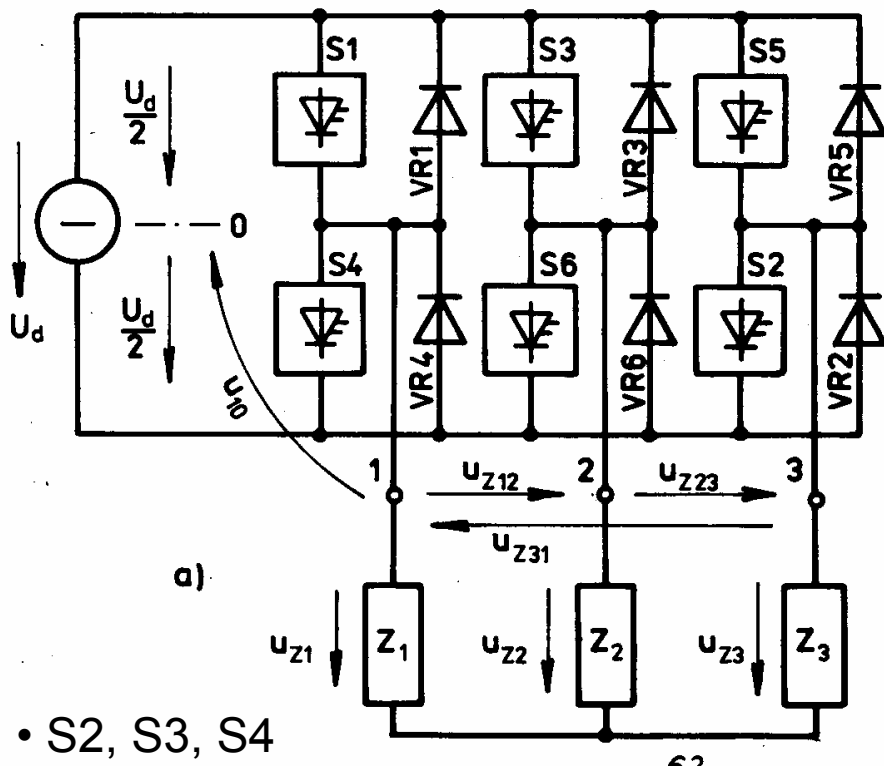 S1 S3 S5
U_d/2
VR1 VR3 VR5
0
S4 S6 S2
U_d
U_d/2
VR4 VR6 VR2
u_10
1 u_Z12 2 u_Z23 3
u_Z31
a)
u_Z1 Z_1 u_Z2 Z_2 u_Z3 Z_3
• S2, S3, S4